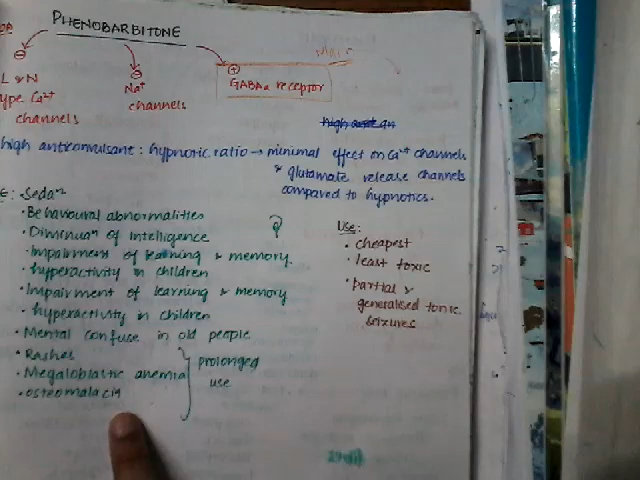 PHENOBARBITONE
⊖ ⊖ ⊕
L & N Na⁺ GABAA receptor
type Ca²⁺ channels
channels
high anticonvulsant : hypnotic ratio → minimal effect on Ca²⁺ channels
& glutamate release channels
compared to hypnotics.
E : · Sedaⁿ
· Behavioural abnormalities
· Diminuaⁿ of intelligence
· Impairment of learning & memory.
· hyperactivity in children
· Impairment of learning & memory
· hyperactivity in children
· Mental confuse in old people
· Rashes
· Megaloblastic anemia
· osteomalacia
prolonged
use
Use:
· cheapest
· least toxic
· partial &
generalised tonic
seizures